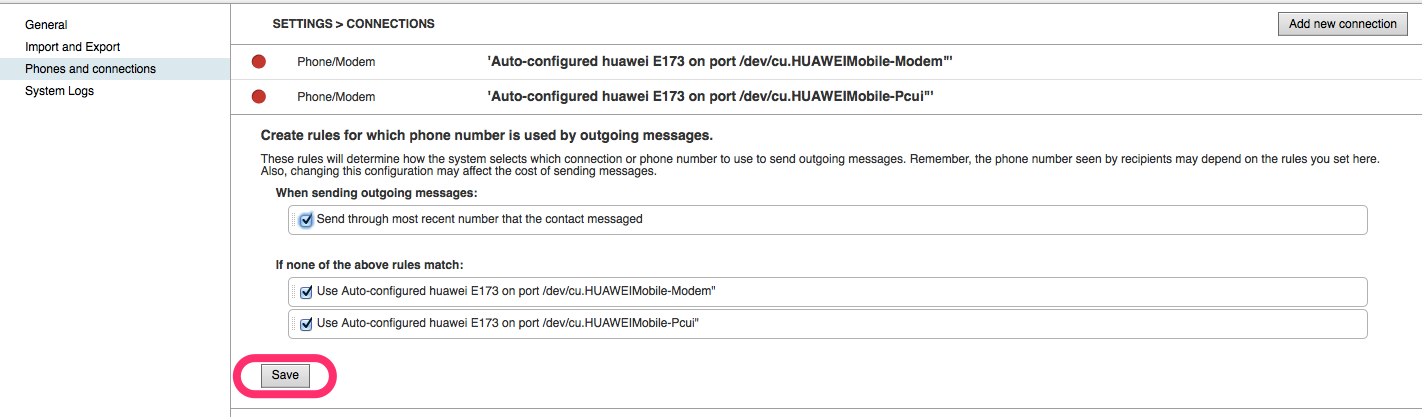 General
Import and Export
Phones and connections
System Logs
SETTINGS > CONNECTIONS
Add new connection
Phone/Modem 'Auto-configured huawei E173 on port /dev/cu.HUAWEIMobile-Modem"'
Phone/Modem 'Auto-configured huawei E173 on port /dev/cu.HUAWEIMobile-Pcui"'
Create rules for which phone number is used by outgoing messages.
These rules will determine how the system selects which connection or phone number to use to send outgoing messages. Remember, the phone number seen by recipients may depend on the rules you set here.
Also, changing this configuration may affect the cost of sending messages.
When sending outgoing messages:
Send through most recent number that the contact messaged
If none of the above rules match:
Use Auto-configured huawei E173 on port /dev/cu.HUAWEIMobile-Modem"
Use Auto-configured huawei E173 on port /dev/cu.HUAWEIMobile-Pcui"
Save